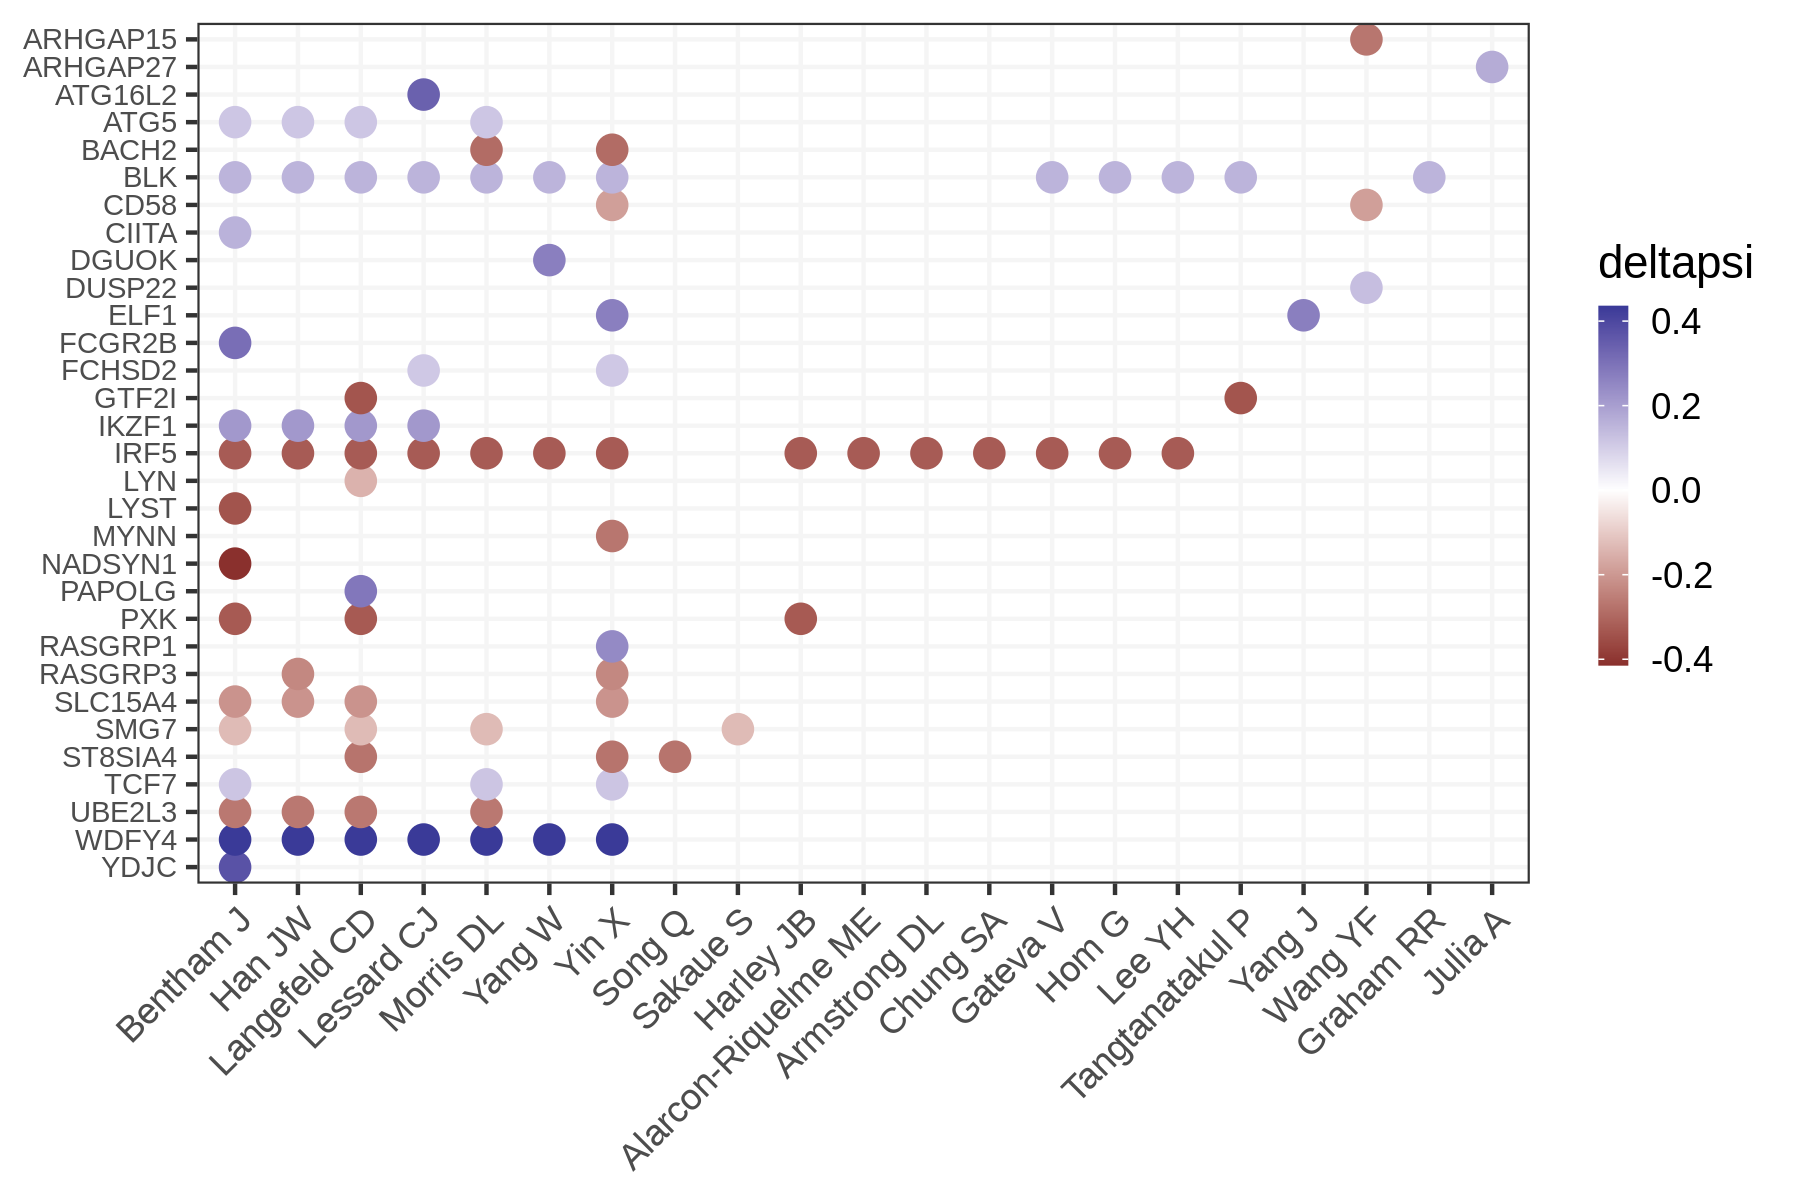 ARHGAP15
ARHGAP27
ATG16L2
ATG5
BACH2
BLK
CD58
CIITA
DGUOK
DUSP22
ELF1
FCGR2B
FCHSD2
GTF2I
IKZF1
IRF5
LYN
LYST
MYNN
NADSYN1
PAPOLG
PXK
RASGRP1
RASGRP3
SLC15A4
SMG7
ST8SIA4
TCF7
UBE2L3
WDFY4
YDJC
Bentham J
Han JW
Langefeld CD
Lessard CJ
Morris DL
Yang W
Yin X
Song Q
Sakaue S
Harley JB
Alarcon-Riquelme ME
Armstrong DL
Chung SA
Gateva V
Hom G
Lee YH
Tangtanatakul P
Yang J
Wang YF
Graham RR
Julia A
deltapsi
0.4
0.2
0.0
-0.2
-0.4